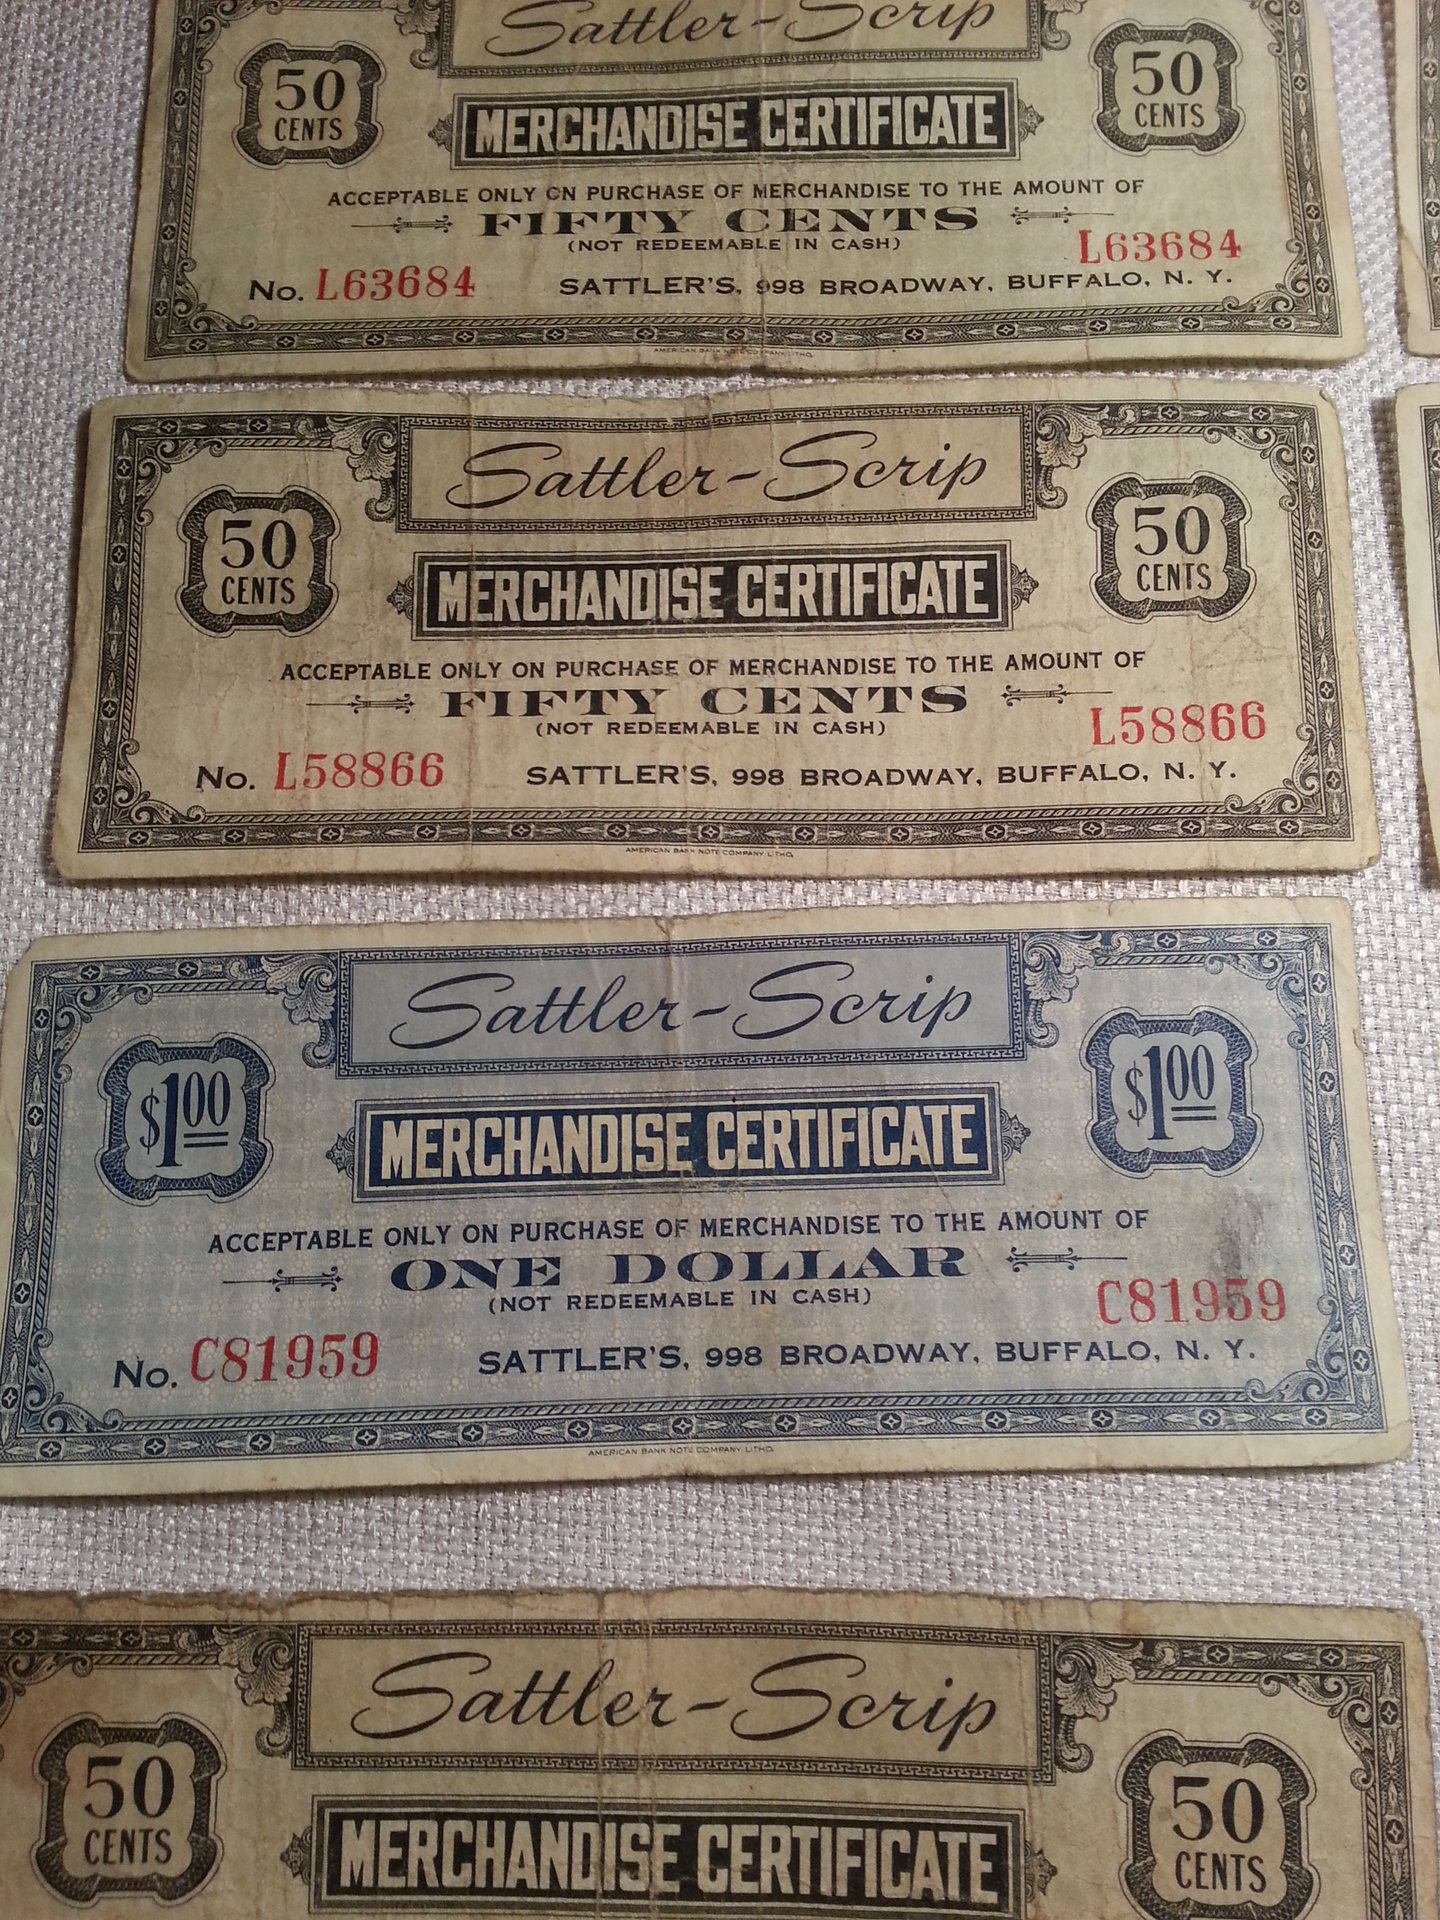 Sattler-Scrip
50 CENTS
50 CENTS
MERCHANDISE CERTIFICATE
ACCEPTABLE ONLY ON PURCHASE OF MERCHANDISE TO THE AMOUNT OF
FIFTY CENTS
(NOT REDEEMABLE IN CASH)
L63684
No. L63684
SATTLER'S, 998 BROADWAY, BUFFALO, N. Y.
AMERICAN BANK NOTE COMPANY, LITHO.
Sattler-Scrip
50 CENTS
50 CENTS
MERCHANDISE CERTIFICATE
ACCEPTABLE ONLY ON PURCHASE OF MERCHANDISE TO THE AMOUNT OF
FIFTY CENTS
(NOT REDEEMABLE IN CASH)
L58866
No. L58866
SATTLER'S, 998 BROADWAY, BUFFALO, N. Y.
AMERICAN BANK NOTE COMPANY, LITHO.
Sattler-Scrip
$1.00
$1.00
MERCHANDISE CERTIFICATE
ACCEPTABLE ONLY ON PURCHASE OF MERCHANDISE TO THE AMOUNT OF
ONE DOLLAR
(NOT REDEEMABLE IN CASH)
C81959
No. C81959
SATTLER'S, 998 BROADWAY, BUFFALO, N. Y.
AMERICAN BANK NOTE COMPANY, LITHO.
Sattler-Scrip
50 CENTS
50 CENTS
MERCHANDISE CERTIFICATE